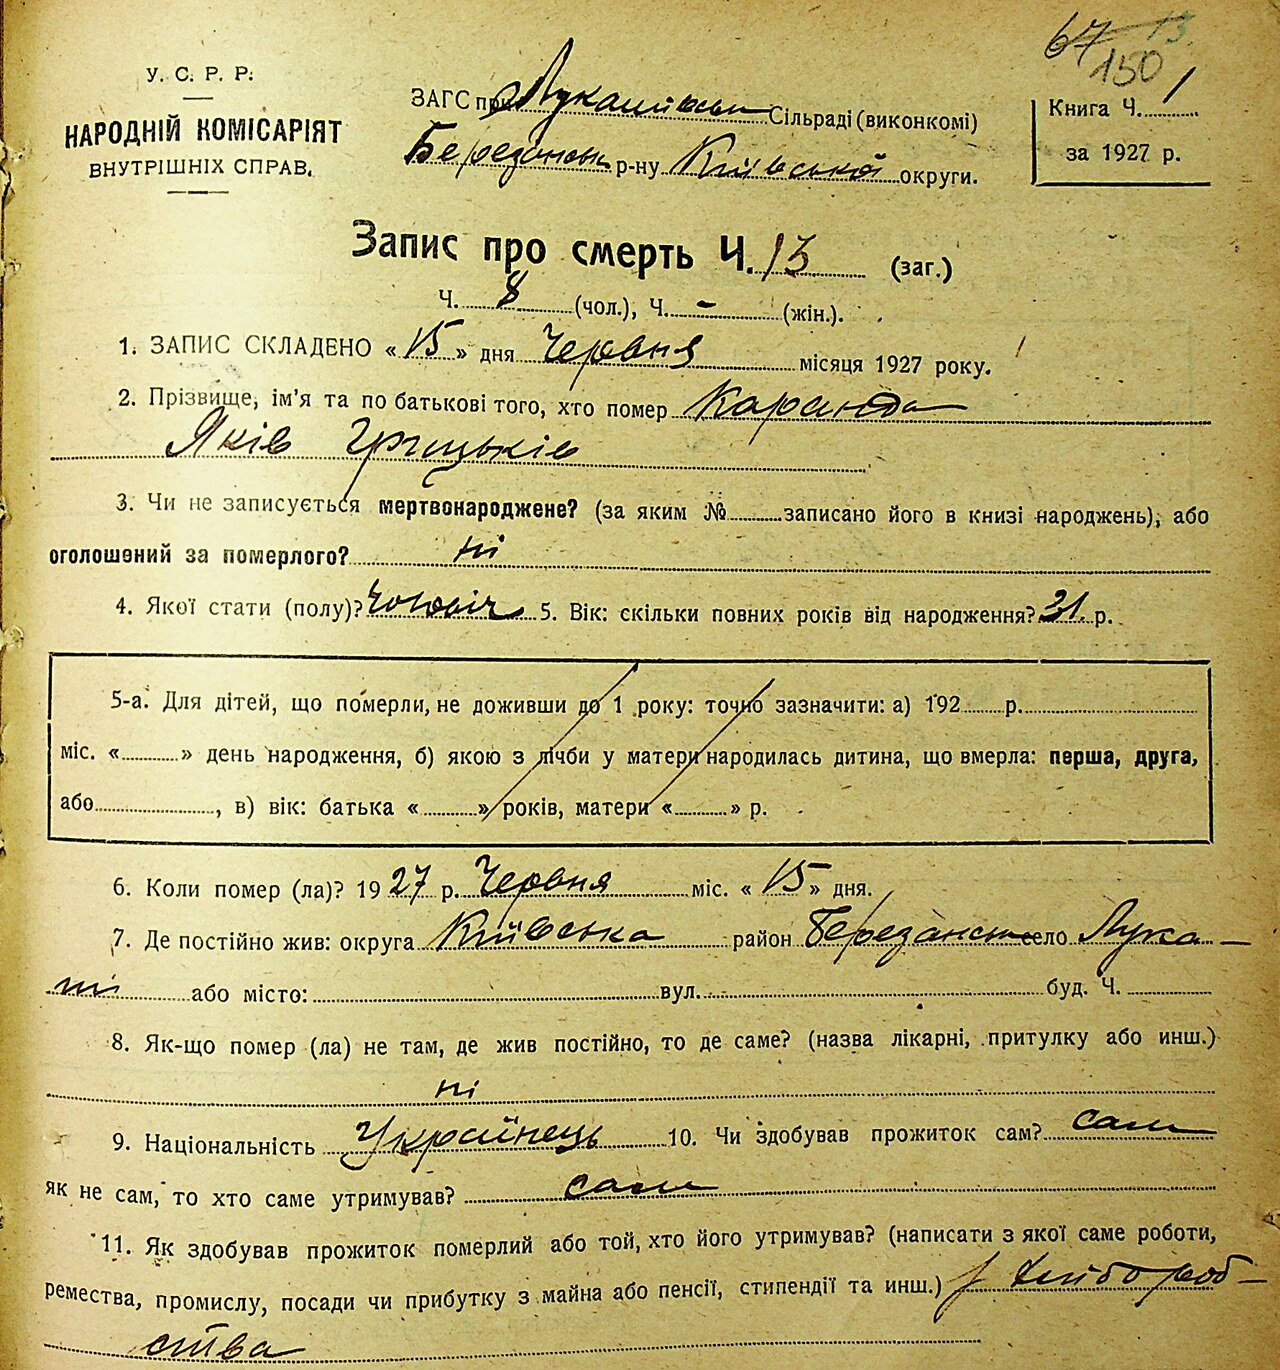 67 13
150
У. С. Р. Р.
НАРОДНІЙ КОМІСАРІЯТ
ВНУТРІШНІХ СПРАВ.
ЗАГС при Лукашівськ Сільраді (виконкомі)
Березанськ р-ну Київської округи.
Книга Ч. 1
за 1927 р.
Запис про смерть Ч. 13 (заг.)
Ч. 8 (чол.), Ч. - (жін.).
1. ЗАПИС СКЛАДЕНО «15» дня Червня місяця 1927 року.
2. Прізвище, ім'я та по батькові того, хто помер Каранда
Яків Грицьків
3. Чи не записується мертвонароджене? (за яким № записано його в книзі народжень), або
оголошений за померлого? ні
4. Якої стати (полу)? Чоловіч 5. Вік: скільки повних років від народження? 31 р.
5-а. Для дітей, що померли, не доживши до 1 року: точно зазначити: а) 192 р.
міс. « » день народження, б) якою з лічби у матери народилась дитина, що вмерла: перша, друга,
або , в) вік: батька « » років, матери « » р.
6. Коли помер (ла)? 1927 р. Червня міс. «15» дня.
7. Де постійно жив: округа Київська район Березанськ село Лука-
ші або місто: вул. буд. Ч.
8. Як-що помер (ла) не там, де жив постійно, то де саме? (назва лікарні, притулку або инш.)
ні
9. Національність Українець 10. Чи здобував прожиток сам? сам
як не сам, то хто саме утримував? сам
11. Як здобував прожиток померлий або той, хто його утримував? (написати з якої саме роботи,
ремества, промислу, посади чи прибутку з майна або пенсії, стипендії та инш.) з хлібороб-
ства